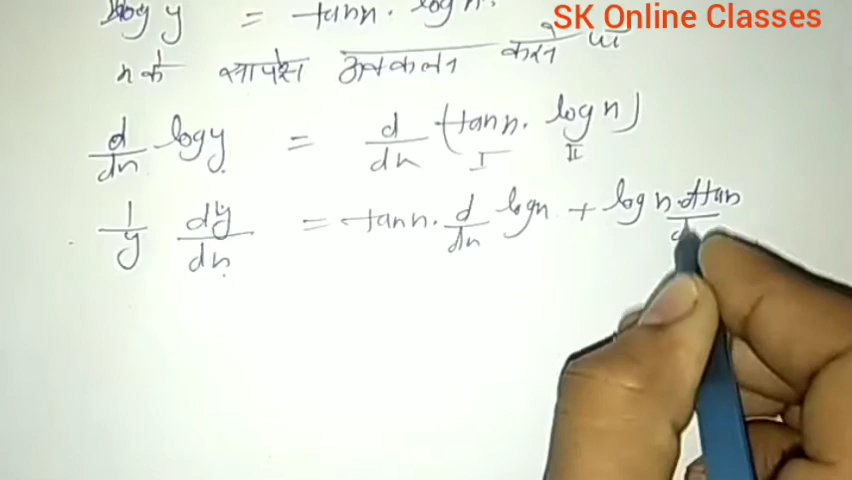 SK Online Classes
log y = tan x . log x.
x के सापेक्ष अवकलन करने पर
d/dx log y = d/dx (tan x . log x)
I II
1/y dy/dx = tan x . d/dx log x + log x . d tan x / d